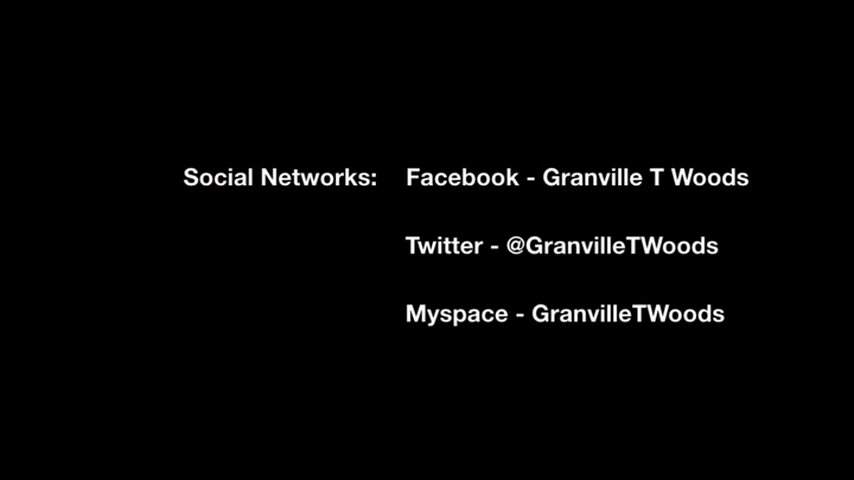 Social Networks: Facebook - Granville T Woods
Twitter - @GranvilleTWoods
Myspace - GranvilleTWoods